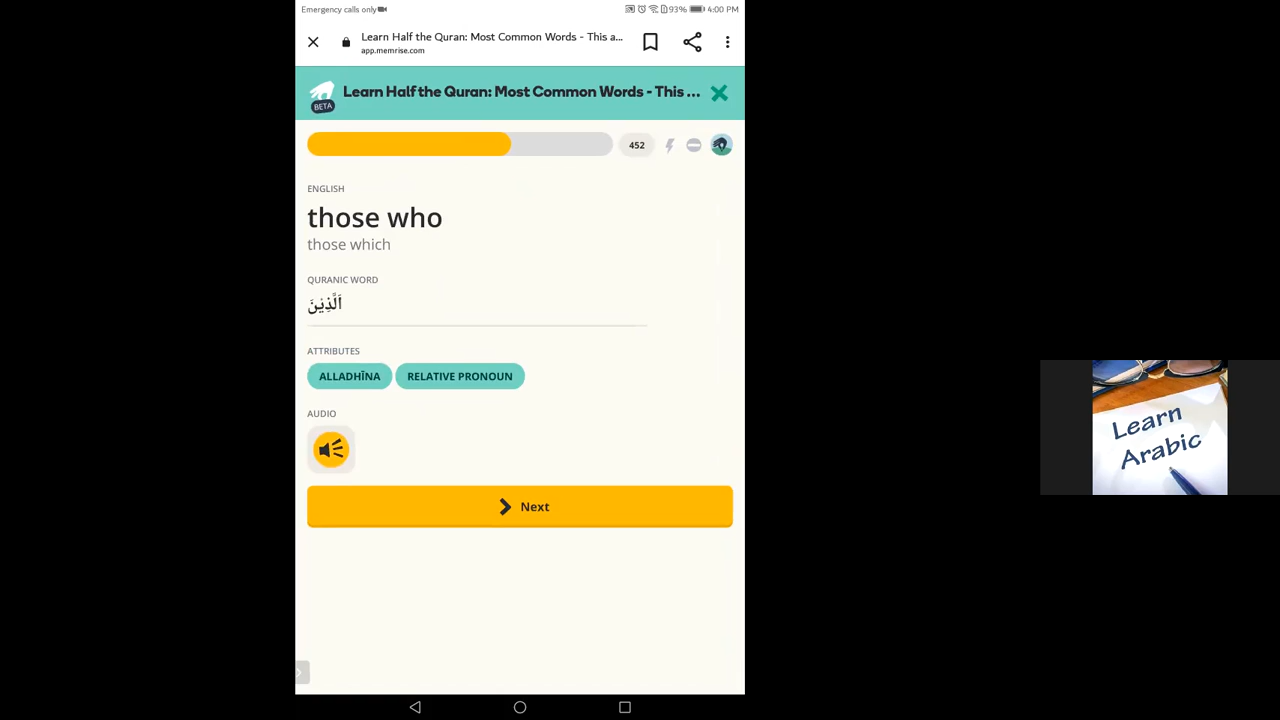 Emergency calls only
93% 4:00 PM
Learn Half the Quran: Most Common Words - This a...
app.memrise.com
BETA
Learn Half the Quran: Most Common Words - This ...
452
ENGLISH
those who
those which
QURANIC WORD
اَلَّذِيْنَ
ATTRIBUTES
ALLADHĪNA RELATIVE PRONOUN
AUDIO
Next
Learn
Arabic